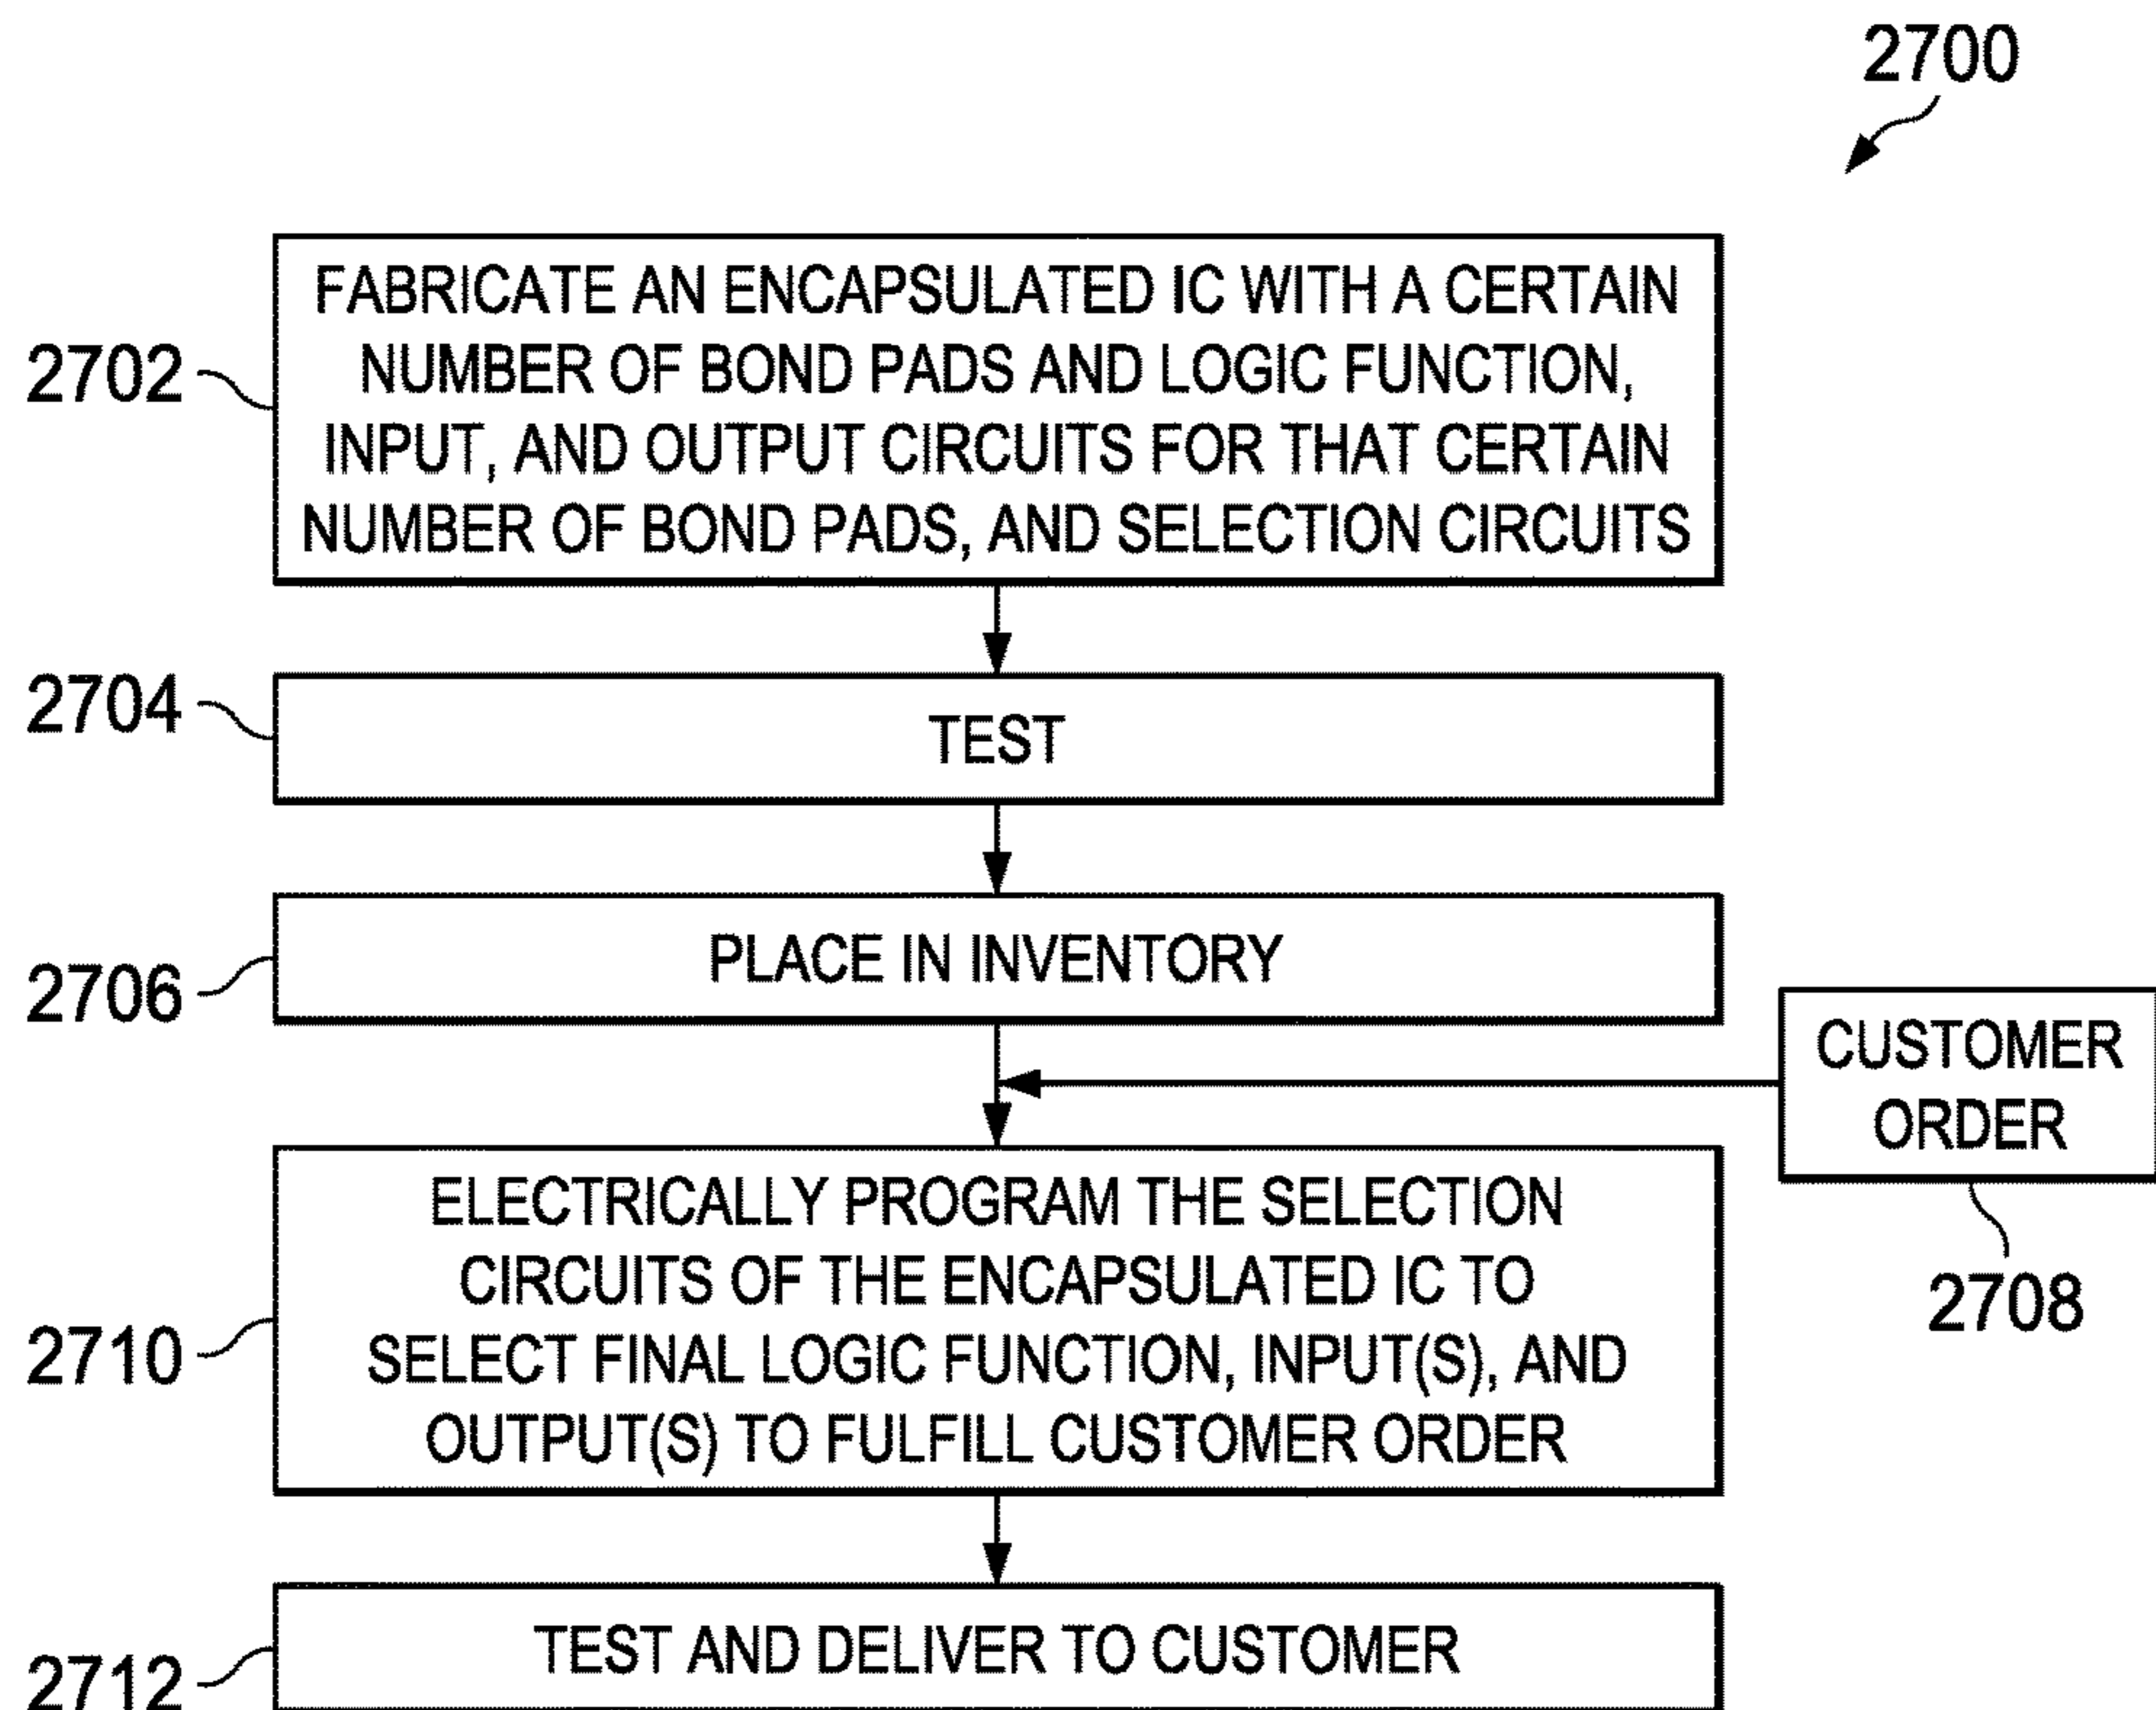 2700
2702
FABRICATE AN ENCAPSULATED IC WITH A CERTAIN
NUMBER OF BOND PADS AND LOGIC FUNCTION,
INPUT, AND OUTPUT CIRCUITS FOR THAT CERTAIN
NUMBER OF BOND PADS, AND SELECTION CIRCUITS
2704
TEST
2706
PLACE IN INVENTORY
CUSTOMER
ORDER
2708
2710
ELECTRICALLY PROGRAM THE SELECTION
CIRCUITS OF THE ENCAPSULATED IC TO
SELECT FINAL LOGIC FUNCTION, INPUT(S), AND
OUTPUT(S) TO FULFILL CUSTOMER ORDER
2712
TEST AND DELIVER TO CUSTOMER